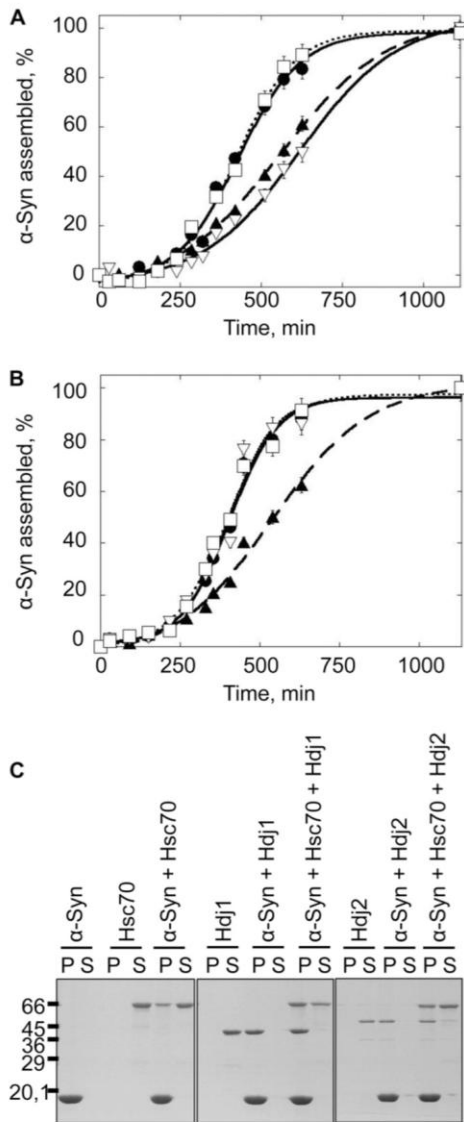 A
α-Syn assembled, %
100
80
60
40
20
0
0 250 500 750 1000
Time, min
B
α-Syn assembled, %
100
80
60
40
20
0
0 250 500 750 1000
Time, min
C
α-Syn
Hsc70
α-Syn + Hsc70
Hdj1
α-Syn + Hdj1
α-Syn + Hsc70 + Hdj1
Hdj2
α-Syn + Hdj2
α-Syn + Hsc70 + Hdj2
P S P S P S P S P S P S P S P S P S
66
45
36
29
20,1